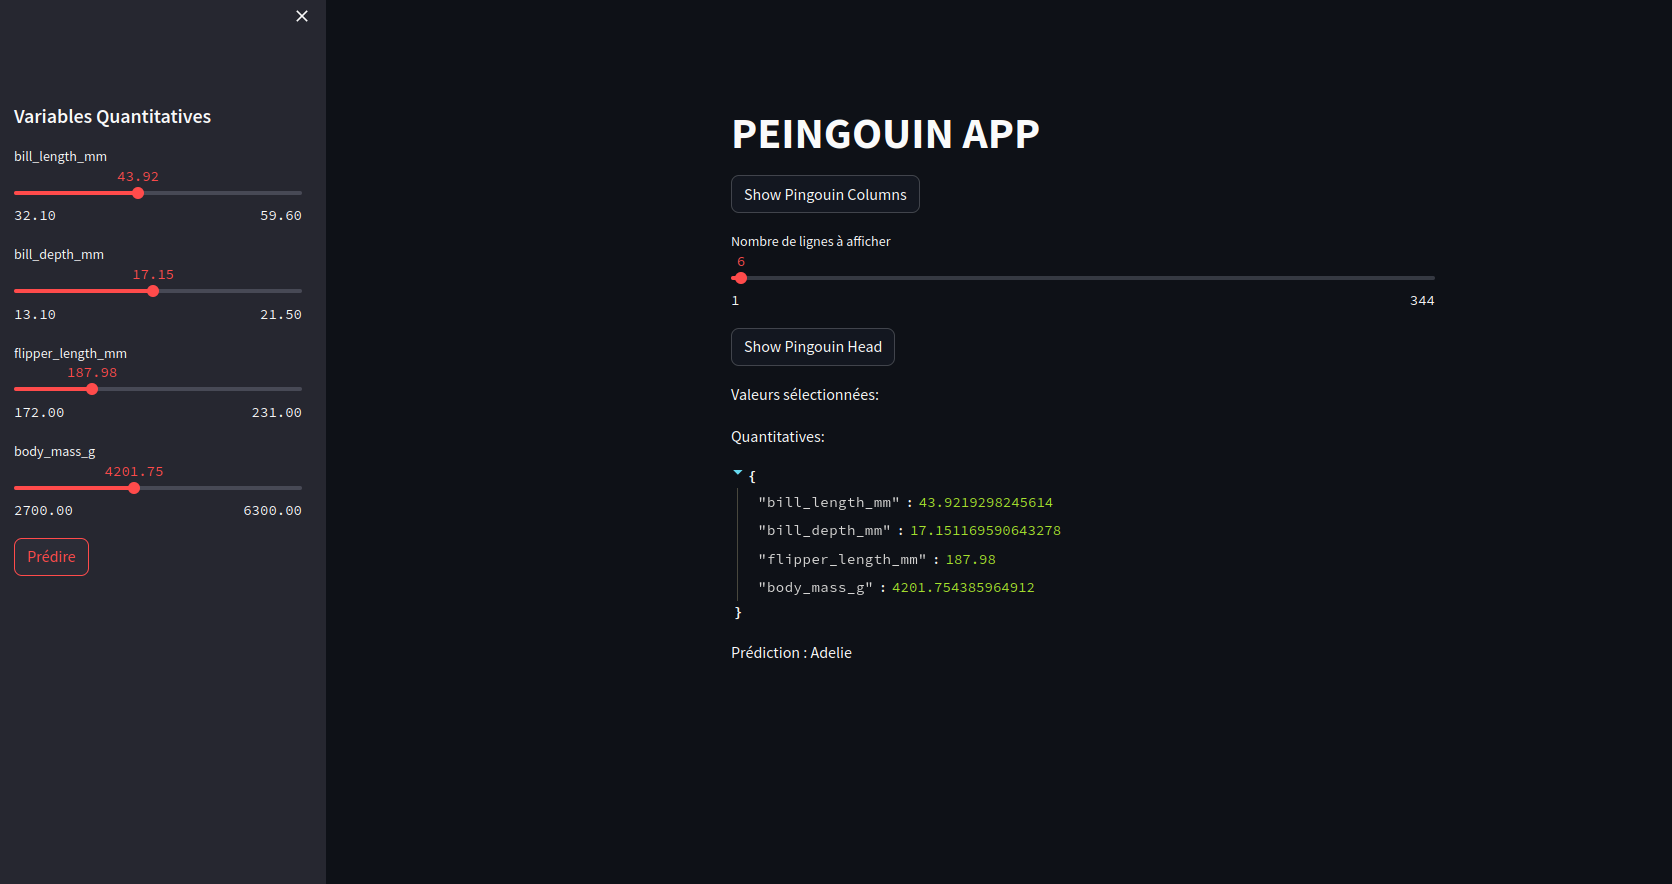 Variables Quantitatives
bill_length_mm
43.92
32.10 59.60
bill_depth_mm
17.15
13.10 21.50
flipper_length_mm
187.98
172.00 231.00
body_mass_g
4201.75
2700.00 6300.00
Prédire
PEINGOUIN APP
Show Pingouin Columns
Nombre de lignes à afficher
6
1 344
Show Pingouin Head
Valeurs sélectionnées:
Quantitatives:
{
"bill_length_mm" : 43.9219298245614
"bill_depth_mm" : 17.151169590643278
"flipper_length_mm" : 187.98
"body_mass_g" : 4201.754385964912
}
Prédiction : Adelie